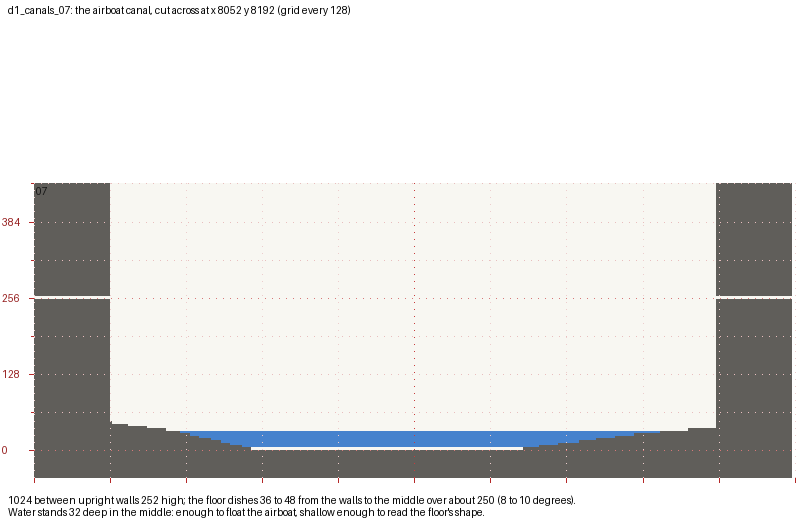 d1_canals_07: the airboat canal, cut across at x 8052 y 8192 (grid every 128)
07
384
256
128
0
1024 between upright walls 252 high; the floor dishes 36 to 48 from the walls to the middle over about 250 (8 to 10 degrees).
Water stands 32 deep in the middle: enough to float the airboat, shallow enough to read the floor's shape.